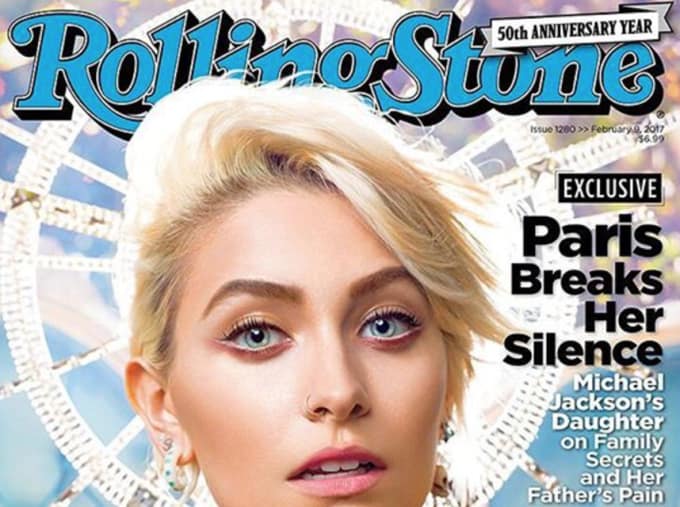 Rolling Stone
50th ANNIVERSARY YEAR
Issue 1280 >> February 9, 2017
$6.99
EXCLUSIVE
Paris
Breaks
Her
Silence
Michael
Jackson's
Daughter
on Family
Secrets
and Her
Father's Pain